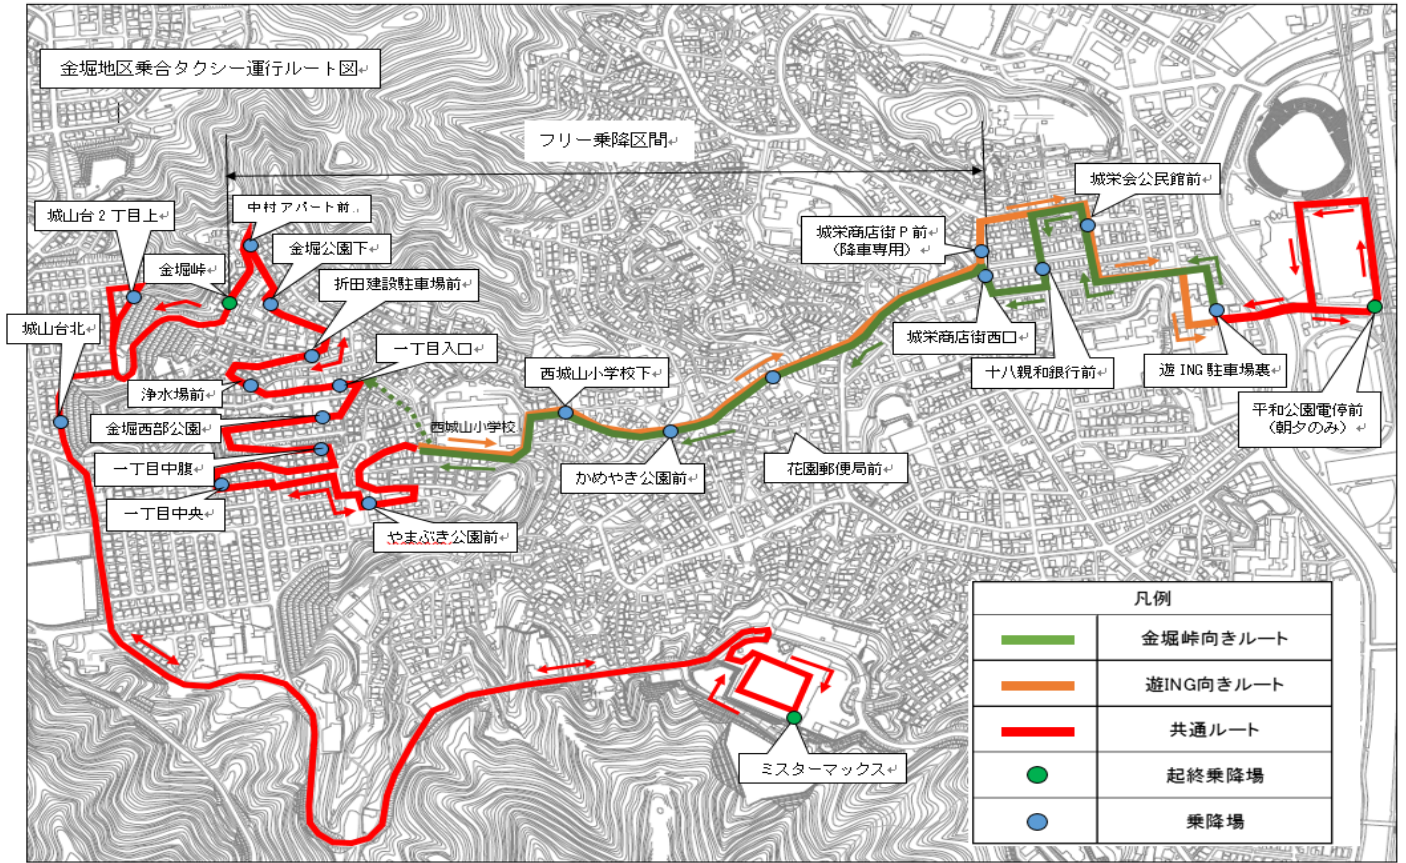 金堀地区乗合タクシー運行ルート図
フリー乗降区間
城栄会公民館前
城山台2丁目上
中村アパート前
金堀公園下
城栄商店街P前
(降車専用)
金堀峠
折田建設駐車場前
城山台北
一丁目入口
城栄商店街西口
西城山小学校下
十八親和銀行前
遊ING駐車場裏
浄水場前
平和公園電停前
(朝夕のみ)
金堀西部公園
西城山小学校
一丁目中腹
かめやき公園前
花園郵便局前
一丁目中央
やまぶき公園前
ミスターマックス
凡例
金堀峠向きルート
遊ING向きルート
共通ルート
起終乗降場
乗降場